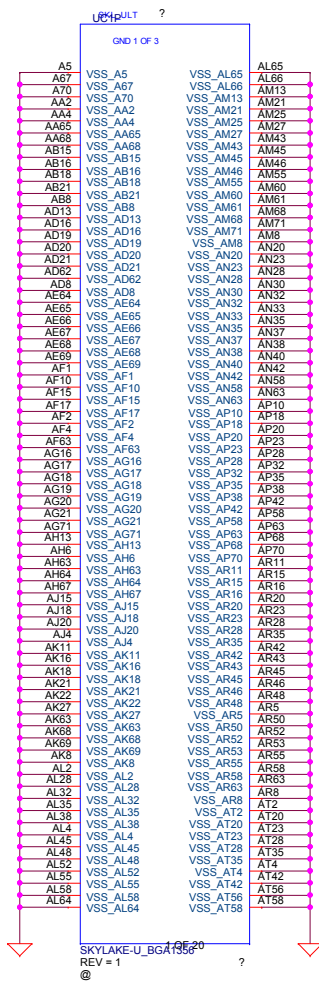 SKL_ULT ?
UC1P
GND 1 OF 3
A5 VSS_A5 VSS_AL65 AL65
A67 VSS_A67 VSS_AL66 AL66
A70 VSS_A70 VSS_AM13 AM13
AA2 VSS_AA2 VSS_AM21 AM21
AA4 VSS_AA4 VSS_AM25 AM25
AA65 VSS_AA65 VSS_AM27 AM27
AA68 VSS_AA68 VSS_AM43 AM43
AB15 VSS_AB15 VSS_AM45 AM45
AB16 VSS_AB16 VSS_AM46 AM46
AB18 VSS_AB18 VSS_AM55 AM55
AB21 VSS_AB21 VSS_AM60 AM60
AB8 VSS_AB8 VSS_AM61 AM61
AD13 VSS_AD13 VSS_AM68 AM68
AD16 VSS_AD16 VSS_AM71 AM71
AD19 VSS_AD19 VSS_AM8 AM8
AD20 VSS_AD20 VSS_AN20 AN20
AD21 VSS_AD21 VSS_AN23 AN23
AD62 VSS_AD62 VSS_AN28 AN28
AD8 VSS_AD8 VSS_AN30 AN30
AE64 VSS_AE64 VSS_AN32 AN32
AE65 VSS_AE65 VSS_AN33 AN33
AE66 VSS_AE66 VSS_AN35 AN35
AE67 VSS_AE67 VSS_AN37 AN37
AE68 VSS_AE68 VSS_AN38 AN38
AE69 VSS_AE69 VSS_AN40 AN40
AF1 VSS_AF1 VSS_AN42 AN42
AF10 VSS_AF10 VSS_AN58 AN58
AF15 VSS_AF15 VSS_AN63 AN63
AF17 VSS_AF17 VSS_AP10 AP10
AF2 VSS_AF2 VSS_AP18 AP18
AF4 VSS_AF4 VSS_AP20 AP20
AF63 VSS_AF63 VSS_AP23 AP23
AG16 VSS_AG16 VSS_AP28 AP28
AG17 VSS_AG17 VSS_AP32 AP32
AG18 VSS_AG18 VSS_AP35 AP35
AG19 VSS_AG19 VSS_AP38 AP38
AG20 VSS_AG20 VSS_AP42 AP42
AG21 VSS_AG21 VSS_AP58 AP58
AG71 VSS_AG71 VSS_AP63 AP63
AH13 VSS_AH13 VSS_AP68 AP68
AH6 VSS_AH6 VSS_AP70 AP70
AH63 VSS_AH63 VSS_AR11 AR11
AH64 VSS_AH64 VSS_AR15 AR15
AH67 VSS_AH67 VSS_AR16 AR16
AJ15 VSS_AJ15 VSS_AR20 AR20
AJ18 VSS_AJ18 VSS_AR23 AR23
AJ20 VSS_AJ20 VSS_AR28 AR28
AJ4 VSS_AJ4 VSS_AR35 AR35
AK11 VSS_AK11 VSS_AR42 AR42
AK16 VSS_AK16 VSS_AR43 AR43
AK18 VSS_AK18 VSS_AR45 AR45
AK21 VSS_AK21 VSS_AR46 AR46
AK22 VSS_AK22 VSS_AR48 AR48
AK27 VSS_AK27 VSS_AR5 AR5
AK63 VSS_AK63 VSS_AR50 AR50
AK68 VSS_AK68 VSS_AR52 AR52
AK69 VSS_AK69 VSS_AR53 AR53
AK8 VSS_AK8 VSS_AR55 AR55
AL2 VSS_AL2 VSS_AR58 AR58
AL28 VSS_AL28 VSS_AR63 AR63
AL32 VSS_AL32 VSS_AR8 AR8
AL35 VSS_AL35 VSS_AT2 AT2
AL38 VSS_AL38 VSS_AT20 AT20
AL4 VSS_AL4 VSS_AT23 AT23
AL45 VSS_AL45 VSS_AT28 AT28
AL48 VSS_AL48 VSS_AT35 AT35
AL52 VSS_AL52 VSS_AT4 AT4
AL55 VSS_AL55 VSS_AT42 AT42
AL58 VSS_AL58 VSS_AT56 AT56
AL64 VSS_AL64 VSS_AT58 AT58
1 OF 20
SKYLAKE-U_BGA1356
REV = 1 ?
@